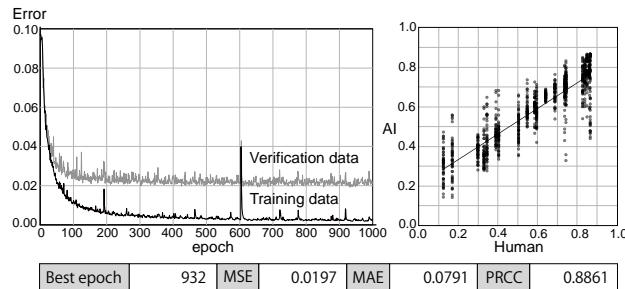 Error
0.10
0.08
0.06
0.04
0.02
0.00
Verification data
Training data
0 100 200 300 400 500 600 700 800 900 1000
epoch
1.0
0.8
0.6
AI
0.4
0.2
0.0
0.0 0.2 0.4 0.6 0.8 1.0
Human
Best epoch 932 MSE 0.0197 MAE 0.0791 PRCC 0.8861